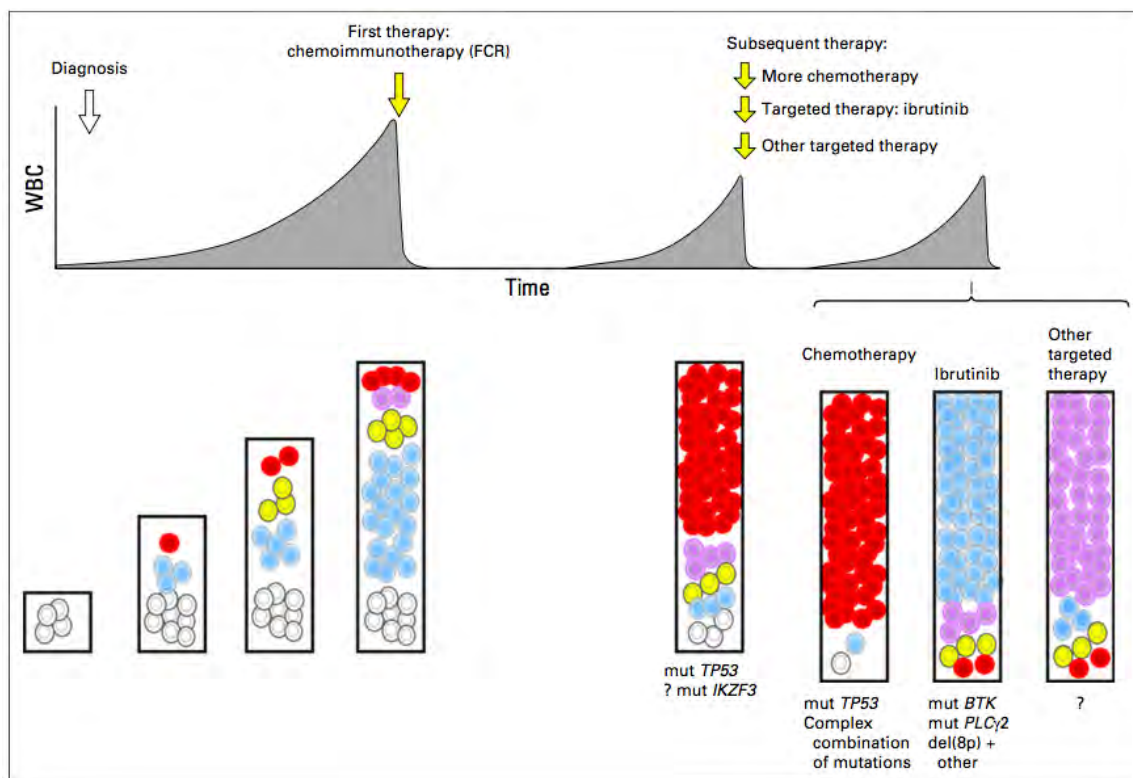 Diagnosis
First therapy:
chemoimmunotherapy (FCR)
Subsequent therapy:
More chemotherapy
Targeted therapy: ibrutinib
Other targeted therapy
WBC
Time
Chemotherapy
Ibrutinib
Other
targeted
therapy
mut TP53
? mut IKZF3
mut TP53
Complex
combination
of mutations
mut BTK
mut PLCγ2
del(8p) +
other
?